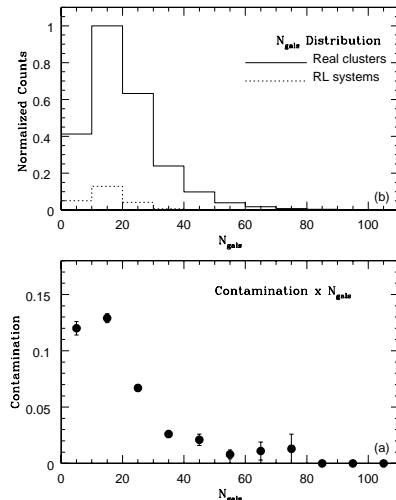 1
0.8
0.6
0.4
0.2
0
N_gals Distribution
Real clusters
RL systems
Normalized Counts
(b)
0 20 40 60 80 100
N_gals
0.15
0.1
0.05
0
Contamination x N_gals
Contamination
(a)
0 20 40 60 80 100
N_gals